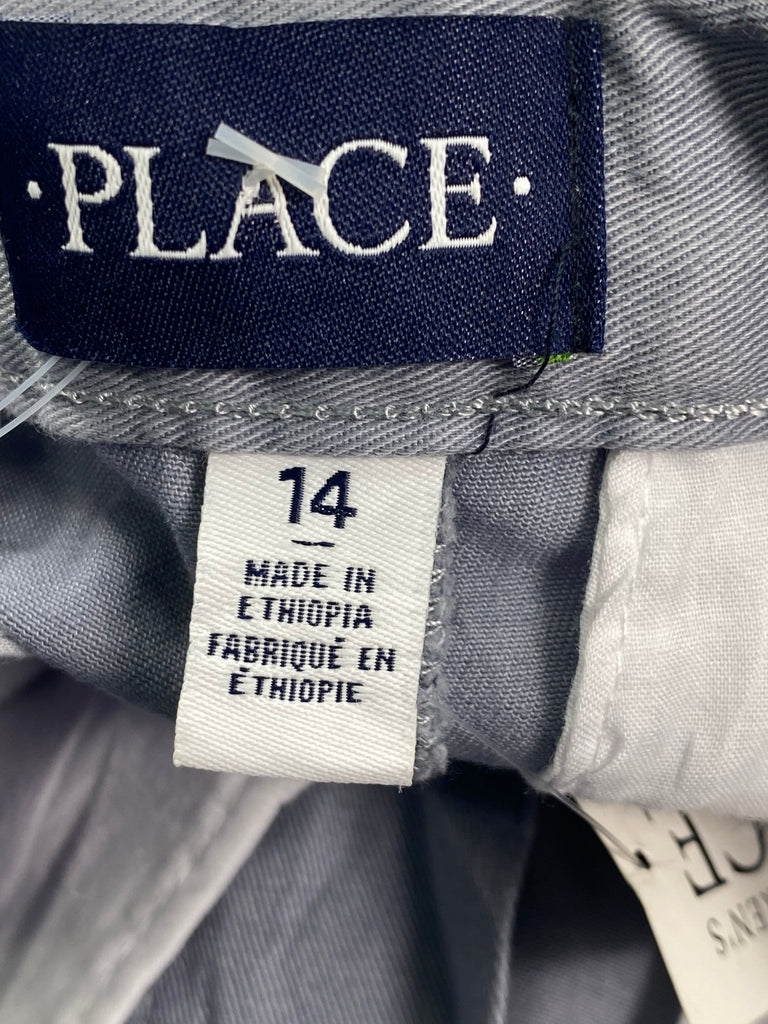 ·PLACE·
14
MADE IN
ETHIOPIA
FABRIQUÉ EN
ÉTHIOPIE